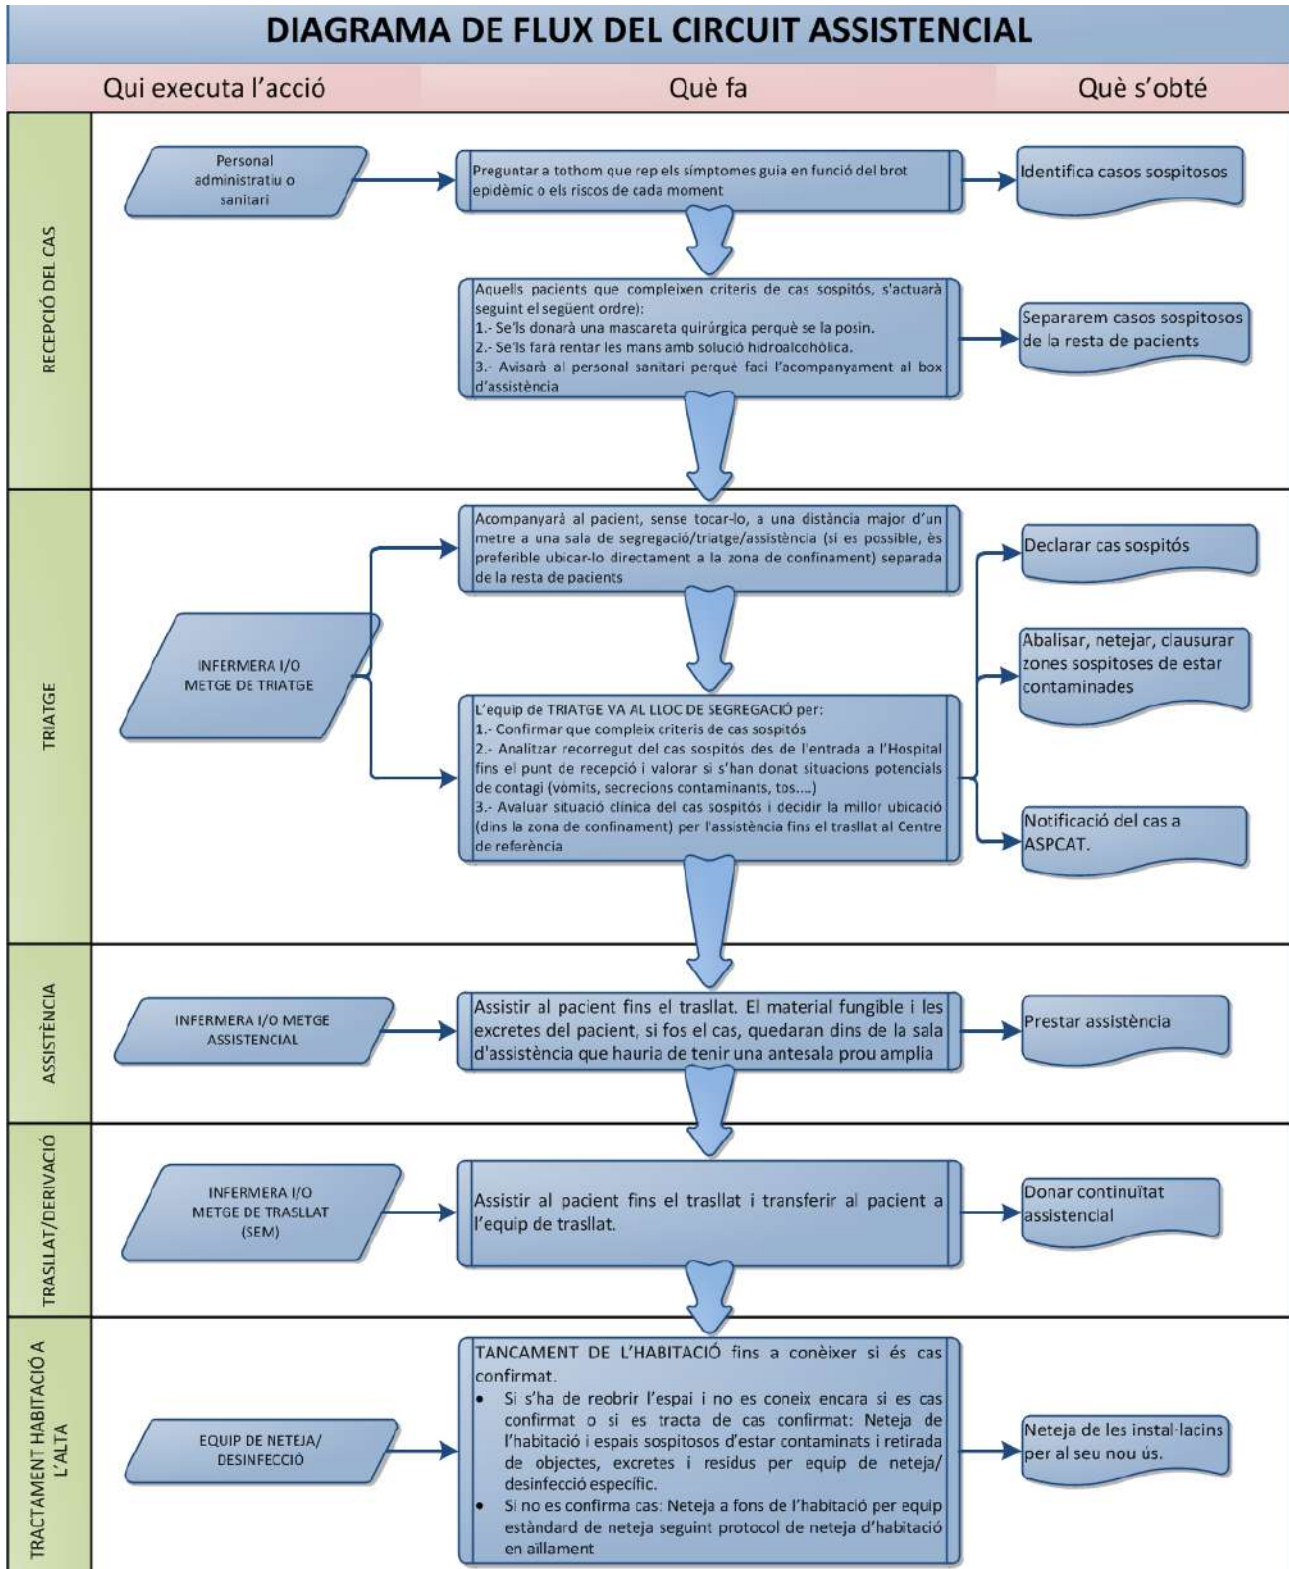 DIAGRAMA DE FLUX DEL CIRCUIT ASSISTENCIAL
Qui executa l'acció
Què fa
Què s'obté
RECEPCIÓ DEL CAS
Personal
administratiu o
sanitari
Preguntar a tothom que rep els símptomes guia en funció del brot
epidèmic o els riscos de cada moment
Identifica casos sospitosos
Aquells pacients que compleixen criteris de cas sospitós, s'actuarà
seguint el següent ordre):
1.- Se'ls donarà una mascareta quirúrgica perquè se la posin.
2.- Se'ls farà rentar les mans amb solució hidroalcohòlica.
3.- Avisarà al personal sanitari perquè faci l'acompanyament al box
d'assistència
Separarem casos sospitosos
de la resta de pacients
TRIATGE
INFERMERA I/O
METGE DE TRIATGE
Acompanyarà al pacient, sense tocar-lo, a una distància major d'un
metre a una sala de segregació/triatge/assistència (si es possible, ès
preferible ubicar-lo directament a la zona de confinament) separada
de la resta de pacients
L'equip de TRIATGE VA AL LLOC DE SEGREGACIÓ per:
1.- Confirmar que compleix criteris de cas sospitós
2.- Analitzar recorregut del cas sospitós des de l'entrada a l'Hospital
fins el punt de recepció i valorar si s'han donat situacions potencials
de contagi (vòmits, secrecions contaminants, tos....)
3.- Avaluar situació clínica del cas sospitós i decidir la millor ubicació
(dins la zona de confinament) per l'assistència fins el trasllat al Centre
de referència
Declarar cas sospitós
Abalisar, netejar, clausurar
zones sospitoses de estar
contaminades
Notificació del cas a
ASPCAT.
ASSISTÈNCIA
INFERMERA I/O METGE
ASSISTENCIAL
Assistir al pacient fins el trasllat. El material fungible i les
excretes del pacient, si fos el cas, quedaran dins de la sala
d'assistència que hauria de tenir una antesala prou amplia
Prestar assistència
TRASLLAT/DERIVACIÓ
INFERMERA I/O
METGE DE TRASLLAT
(SEM)
Assistir al pacient fins el trasllat i transferir al pacient a
l'equip de trasllat.
Donar continuïtat
assistencial
TRACTAMENT HABITACIÓ A
L'ALTA
EQUIP DE NETEJA/
DESINFECCIÓ
TANCAMENT DE L'HABITACIÓ fins a conèixer si és cas
confirmat.
• Si s'ha de reobrir l'espai i no es coneix encara si es cas
confirmat o si es tracta de cas confirmat: Neteja de
l'habitació i espais sospitosos d'estar contaminats i retirada
de objectes, excretes i residus per equip de neteja/
desinfecció específic.
• Si no es confirma cas: Neteja a fons de l'habitació per equip
estàndard de neteja seguint protocol de neteja d'habitació
en aïllament
Neteja de les instal·lacins
per al seu nou ús.